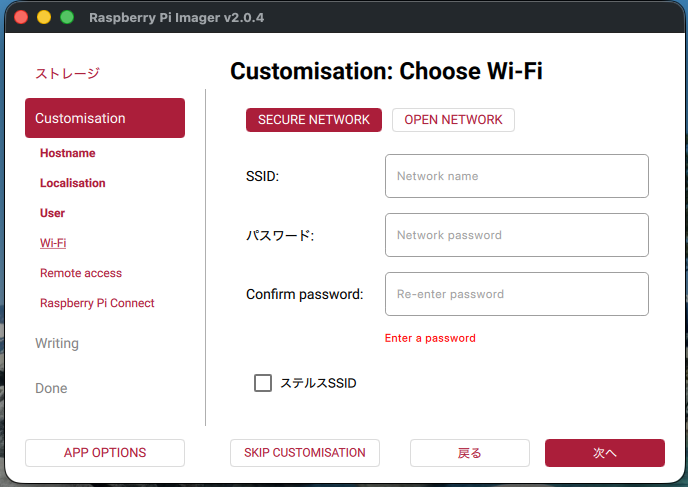 Raspberry Pi Imager v2.0.4
ストレージ
Customisation
Hostname
Localisation
User
Wi-Fi
Remote access
Raspberry Pi Connect
Writing
Done
APP OPTIONS
Customisation: Choose Wi-Fi
SECURE NETWORK
OPEN NETWORK
SSID:
Network name
パスワード:
Network password
Confirm password:
Re-enter password
Enter a password
ステルスSSID
SKIP CUSTOMISATION
戻る
次へ